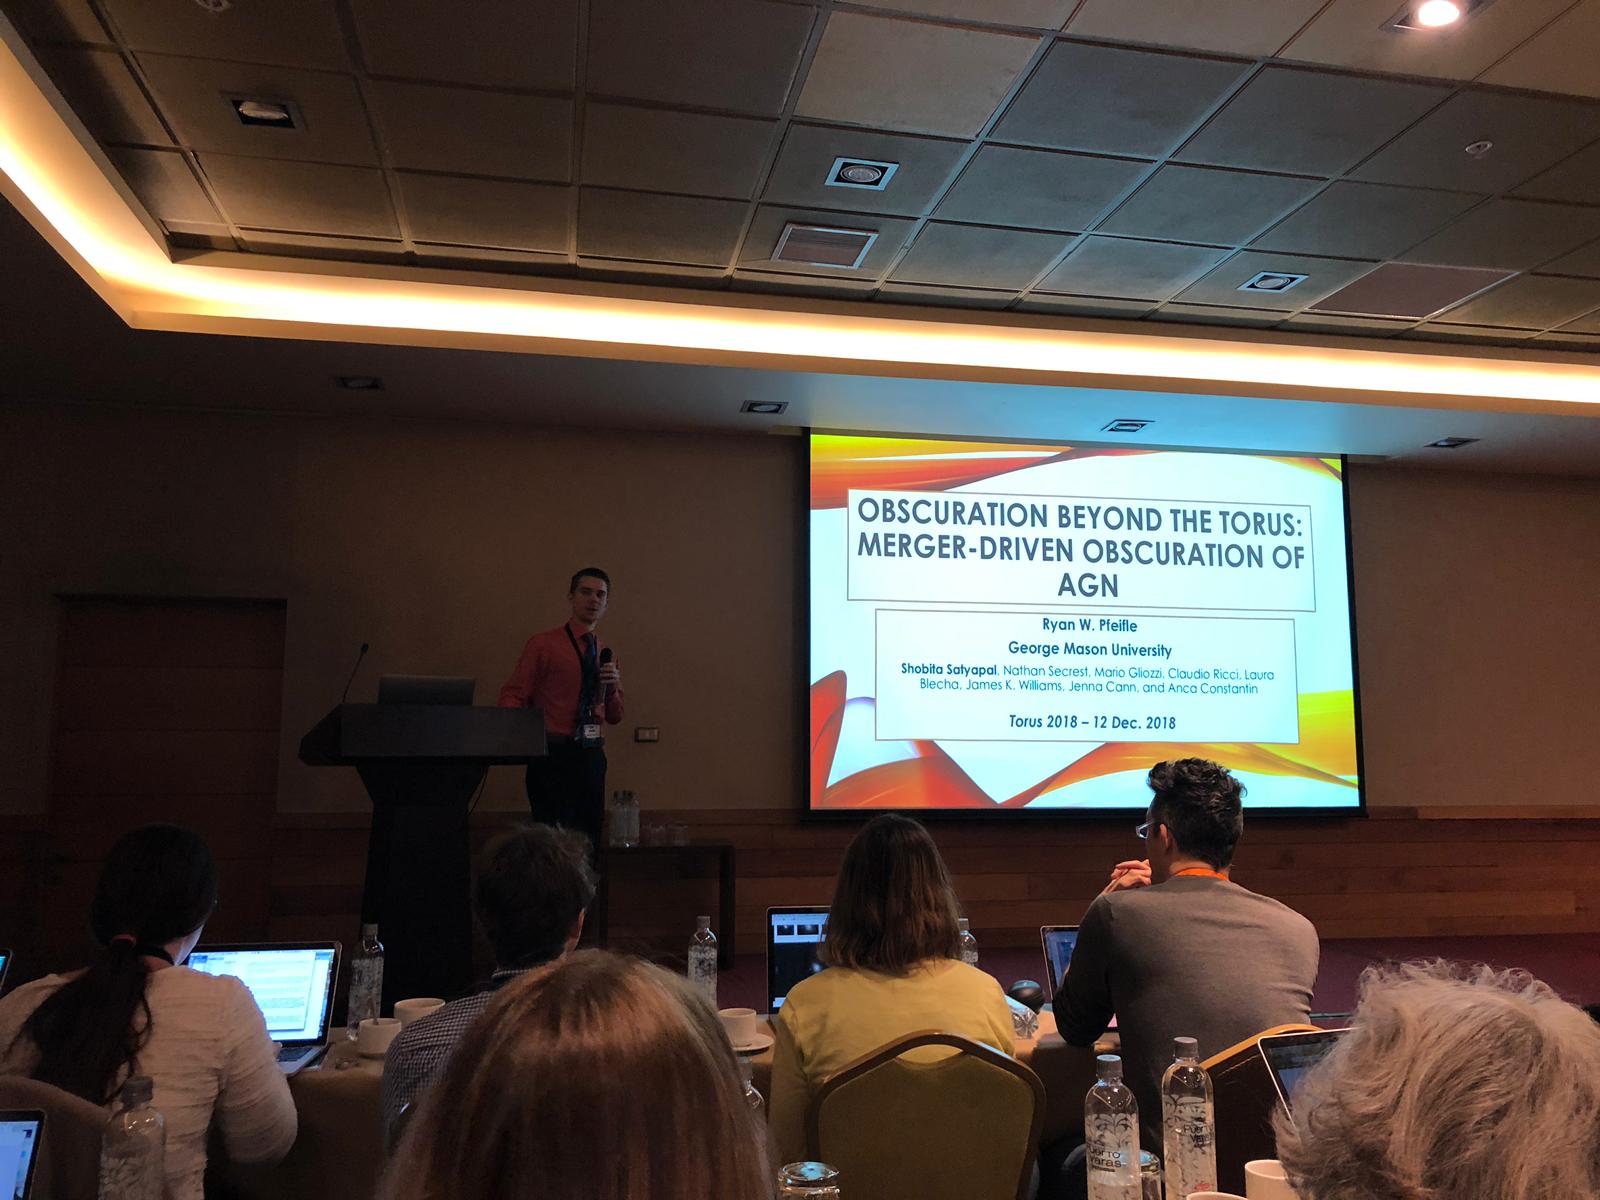 OBSCURATION BEYOND THE TORUS:
MERGER-DRIVEN OBSCURATION OF
AGN
Ryan W. Pfeifle
George Mason University
Shobita Satyapal, Nathan Secrest, Mario Gliozzi, Claudio Ricci, Laura
Blecha, James K. Williams, Jenna Cann, and Anca Constantin
Torus 2018 – 12 Dec. 2018